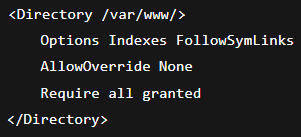 <Directory /var/www/>
    Options Indexes FollowSymLinks
    AllowOverride None
    Require all granted
</Directory>